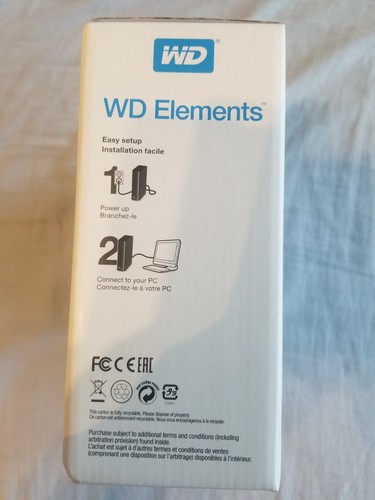 WD
WD Elements™
Easy setup
Installation facile
1
Power up
Branchez-le
2
Connect to your PC
Connectez-le à votre PC
FC CE EAC
This carton is fully recyclable. Please dispose of properly.
Ce carton est entièrement recyclable. Nous vous encourageons à le recycler.
Purchase subject to additional terms and conditions (including
arbitration provision) found inside.
L'achat est sujet à d'autres termes et conditions de ventes
(comprenant une disposition sur l'arbitrage) disponibles à l'intérieur.